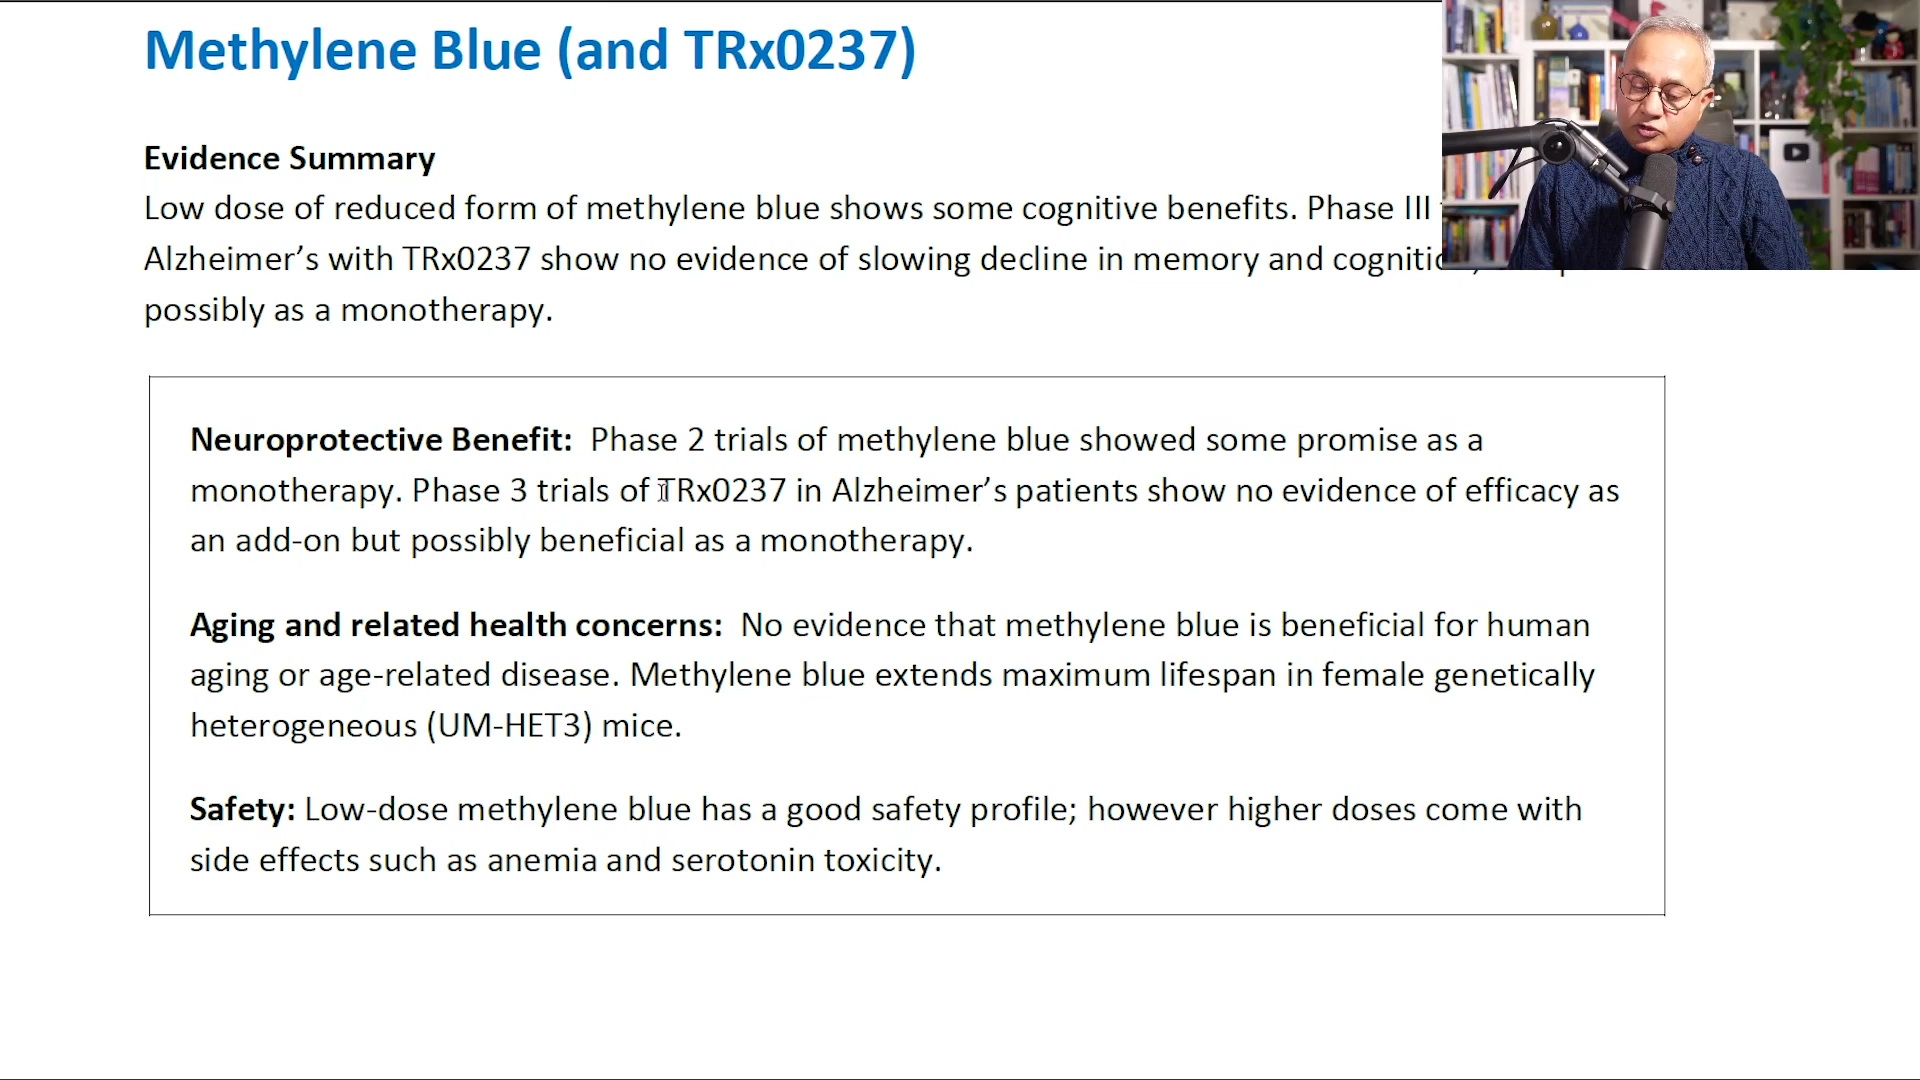 Methylene Blue (and TRx0237)
Evidence Summary
Low dose of reduced form of methylene blue shows some cognitive benefits. Phase III
Alzheimer’s with TRx0237 show no evidence of slowing decline in memory and
possibly as a monotherapy.
Neuroprotective Benefit: Phase 2 trials of methylene blue showed some promise as a
monotherapy. Phase 3 trials of TRx0237 in Alzheimer’s patients show no evidence of efficacy as
an add-on but possibly beneficial as a monotherapy.
Aging and related health concerns: No evidence that methylene blue is beneficial for human
aging or age-related disease. Methylene blue extends maximum lifespan in female genetically
heterogeneous (UM-HET3) mice.
Safety: Low-dose methylene blue has a good safety profile; however higher doses come with
side effects such as anemia and serotonin toxicity.